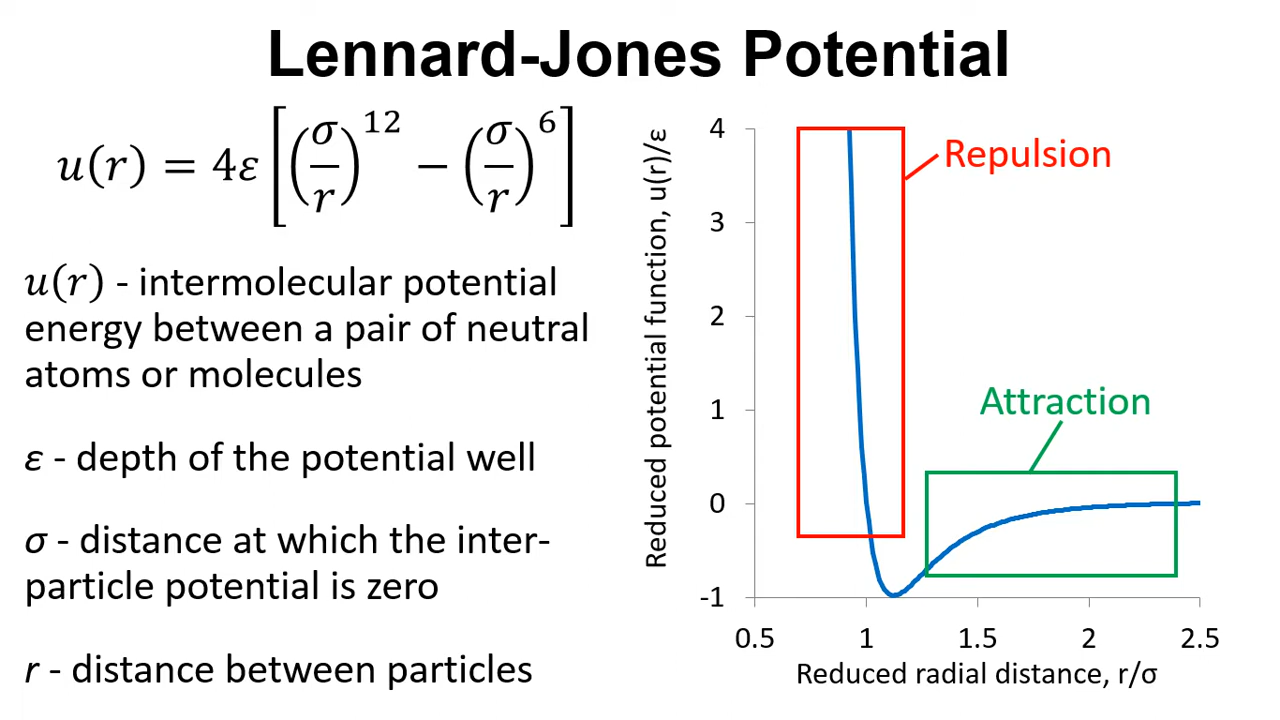 Lennard-Jones Potential
u(r) = 4ε [(σ/r)^12 − (σ/r)^6]
u(r) - intermolecular potential
energy between a pair of neutral
atoms or molecules
ε - depth of the potential well
σ - distance at which the inter-
particle potential is zero
r - distance between particles
Reduced potential function, u(r)/ε
4
3
2
1
0
-1
Repulsion
Attraction
0.5 1 1.5 2 2.5
Reduced radial distance, r/σ